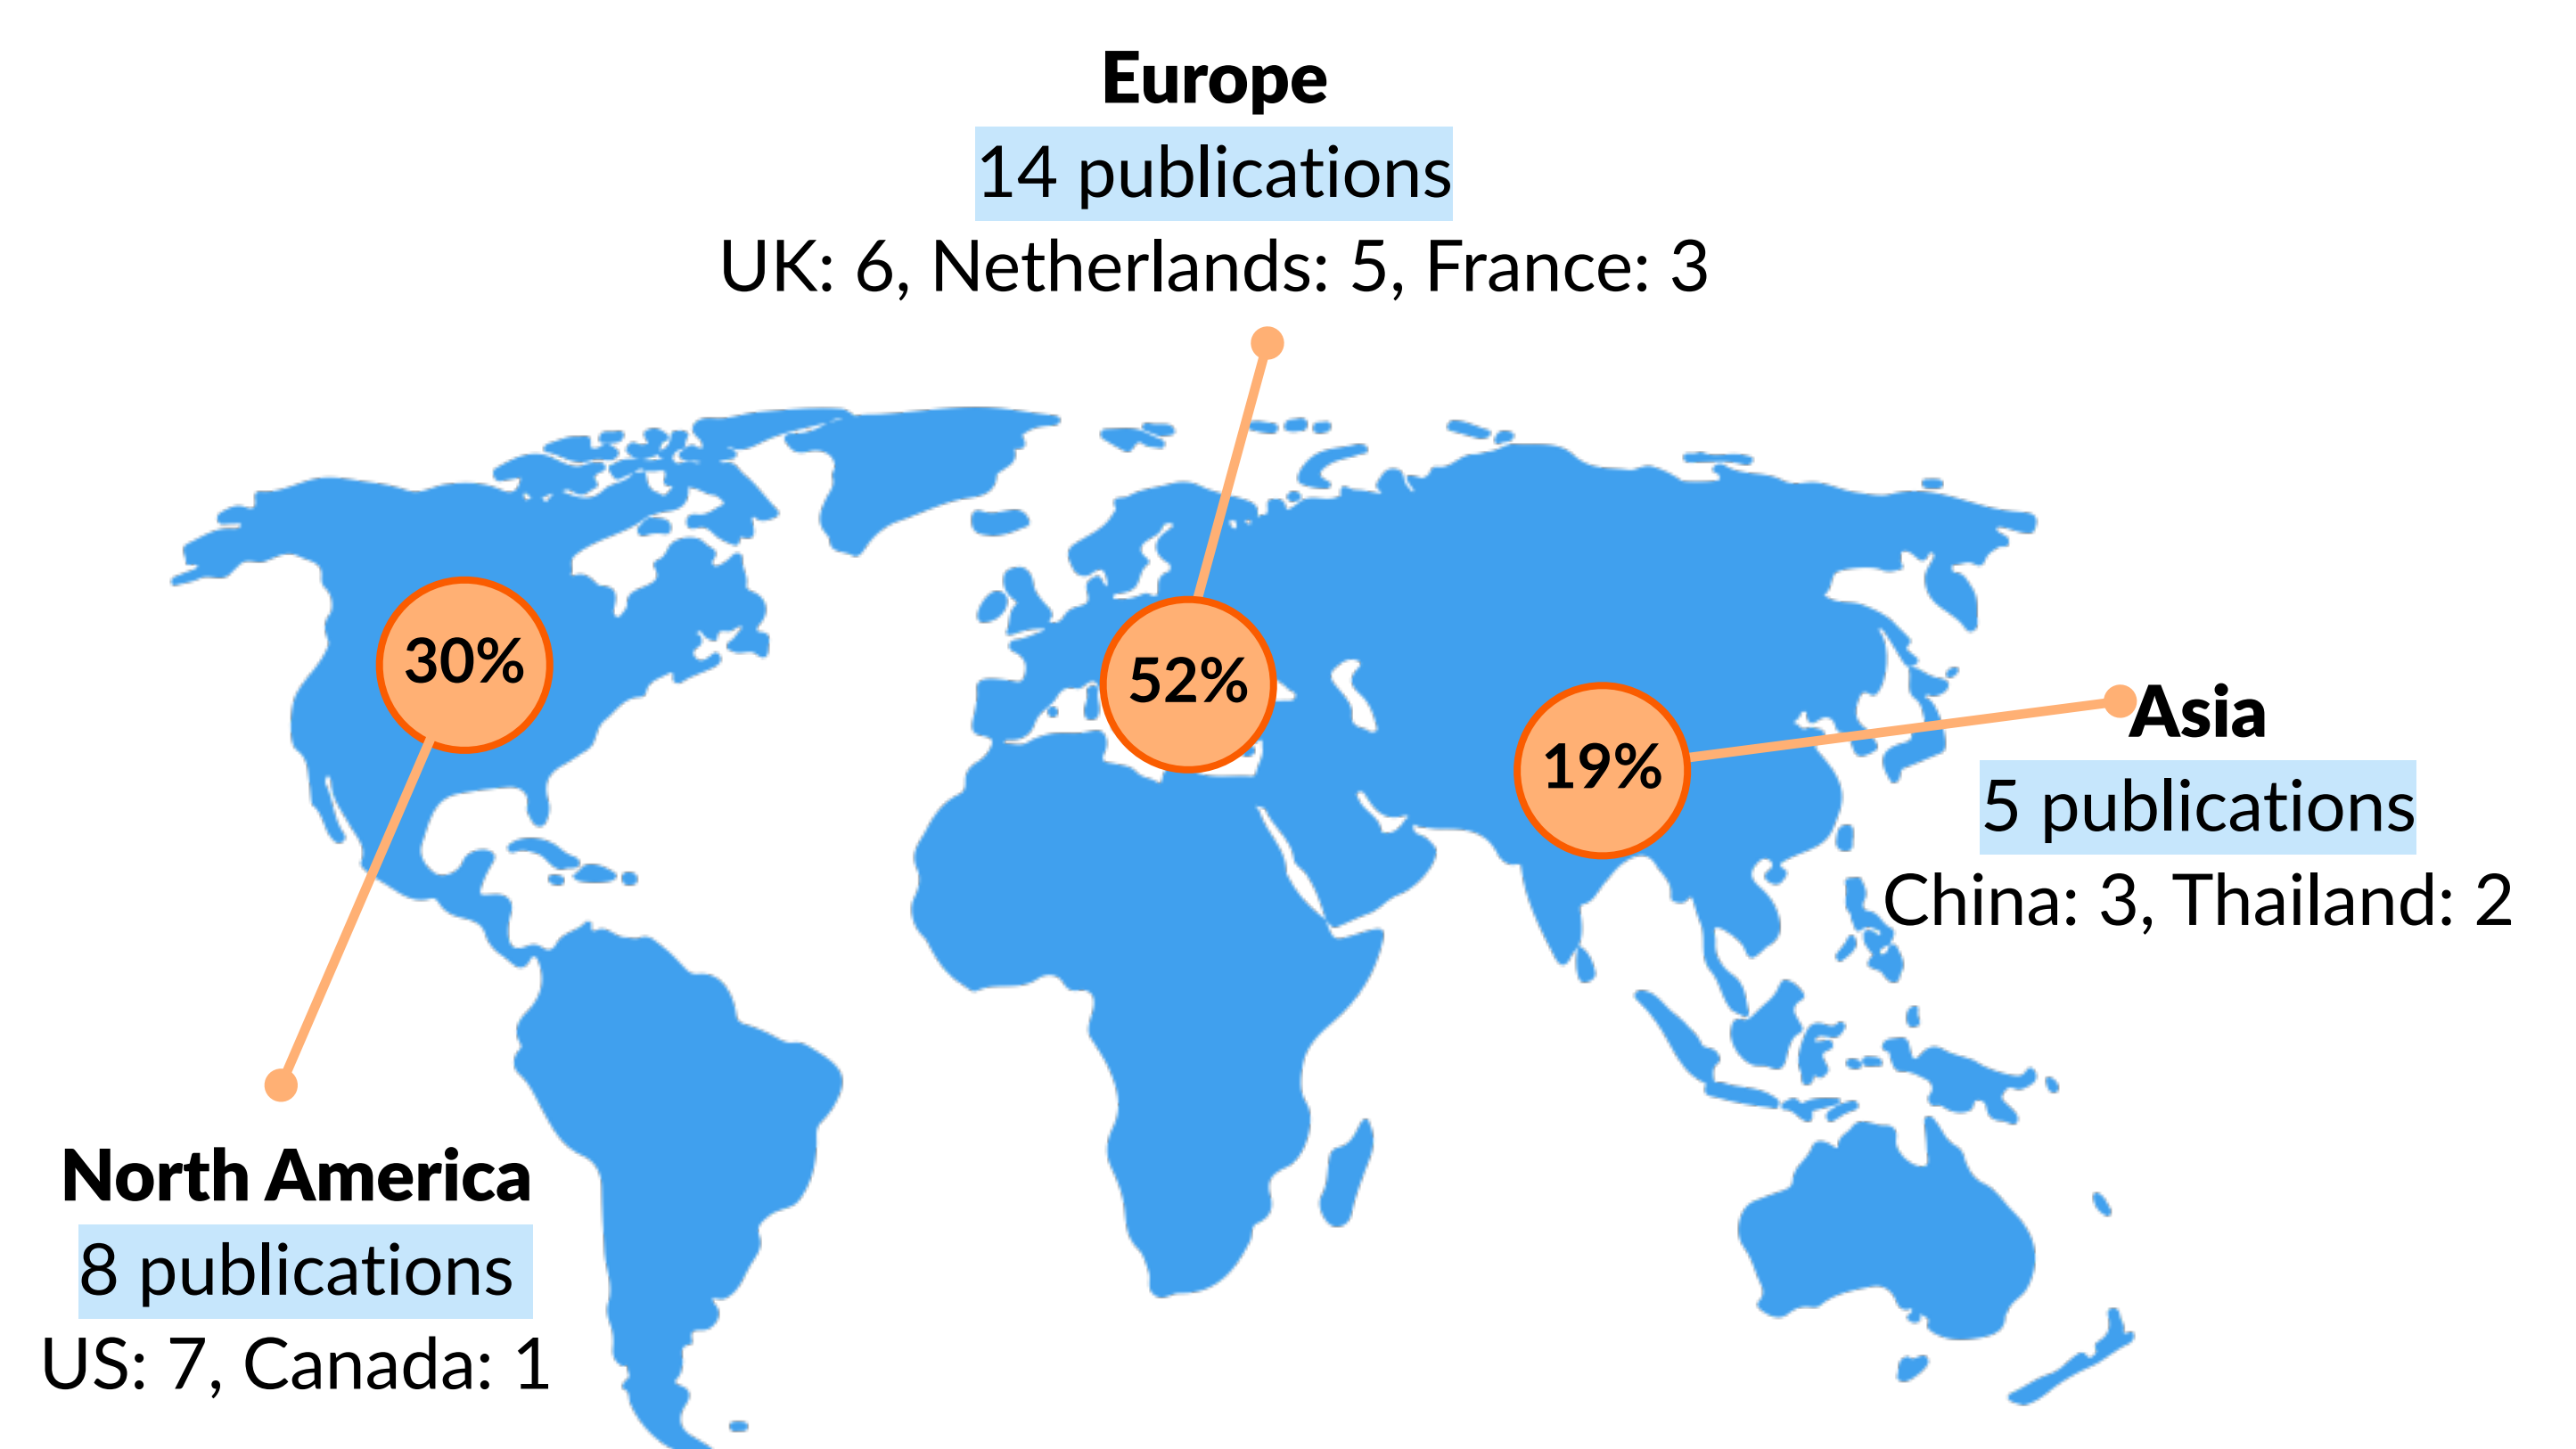 Europe
14 publications
UK: 6, Netherlands: 5, France: 3
30%
52%
19%
Asia
5 publications
China: 3, Thailand: 2
North America
8 publications
US: 7, Canada: 1